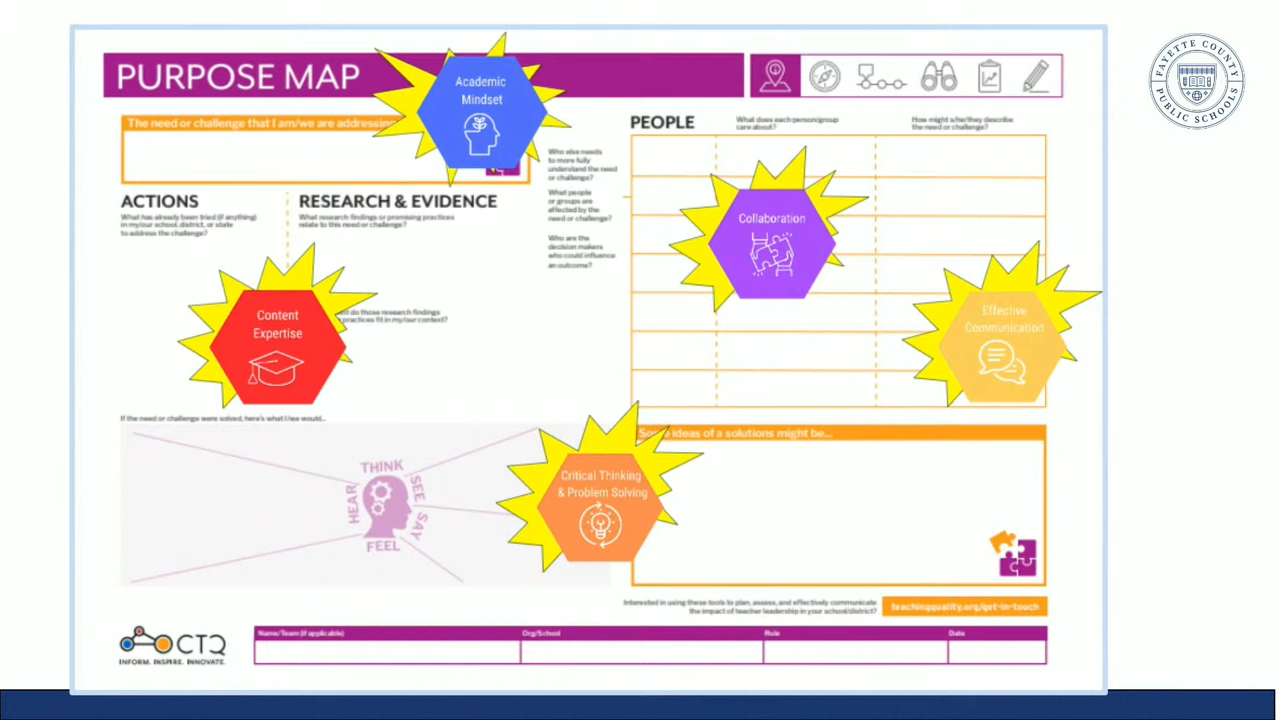 PURPOSE MAP
Academic
Mindset
FAYETTE COUNTY
PUBLIC SCHOOLS
The need or challenge that I am/we are addressing
PEOPLE
What does each person/group
care about?
How might s/he/they describe
the need or challenge?
Who else needs
to more fully
understand the need
or challenge?
What people
or groups are
affected by the
need or challenge?
Who are the
decision makers
who could influence
an outcome?
ACTIONS
What has already been tried (if anything)
in my/our school, district, or state
to address the challenge?
RESEARCH & EVIDENCE
What research findings or promising practices
relate to this need or challenge?
Collaboration
Content
Expertise
do those research findings
practices fit in my/our context?
Effective
Communication
If the need or challenge were solved, here's what I/we would...
THINK
HEAR
SEE
SAY
FEEL
Critical Thinking
& Problem Solving
ideas of a solutions might be...
Interested in using these tools to plan, assess, and effectively communicate
the impact of teacher leadership in your school/district?
teachingquality.org/get-in-touch
CTQ
INFORM. INSPIRE. INNOVATE.
Name/Team (if applicable)
Org/School
Role
Date